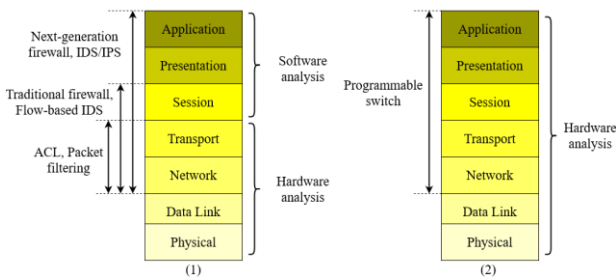 Next-generation
firewall, IDS/IPS
Traditional firewall,
Flow-based IDS
ACL, Packet
filtering
Application
Presentation
Session
Transport
Network
Data Link
Physical
Software
analysis
Hardware
analysis
(1)
Programmable
switch
Application
Presentation
Session
Transport
Network
Data Link
Physical
Hardware
analysis
(2)